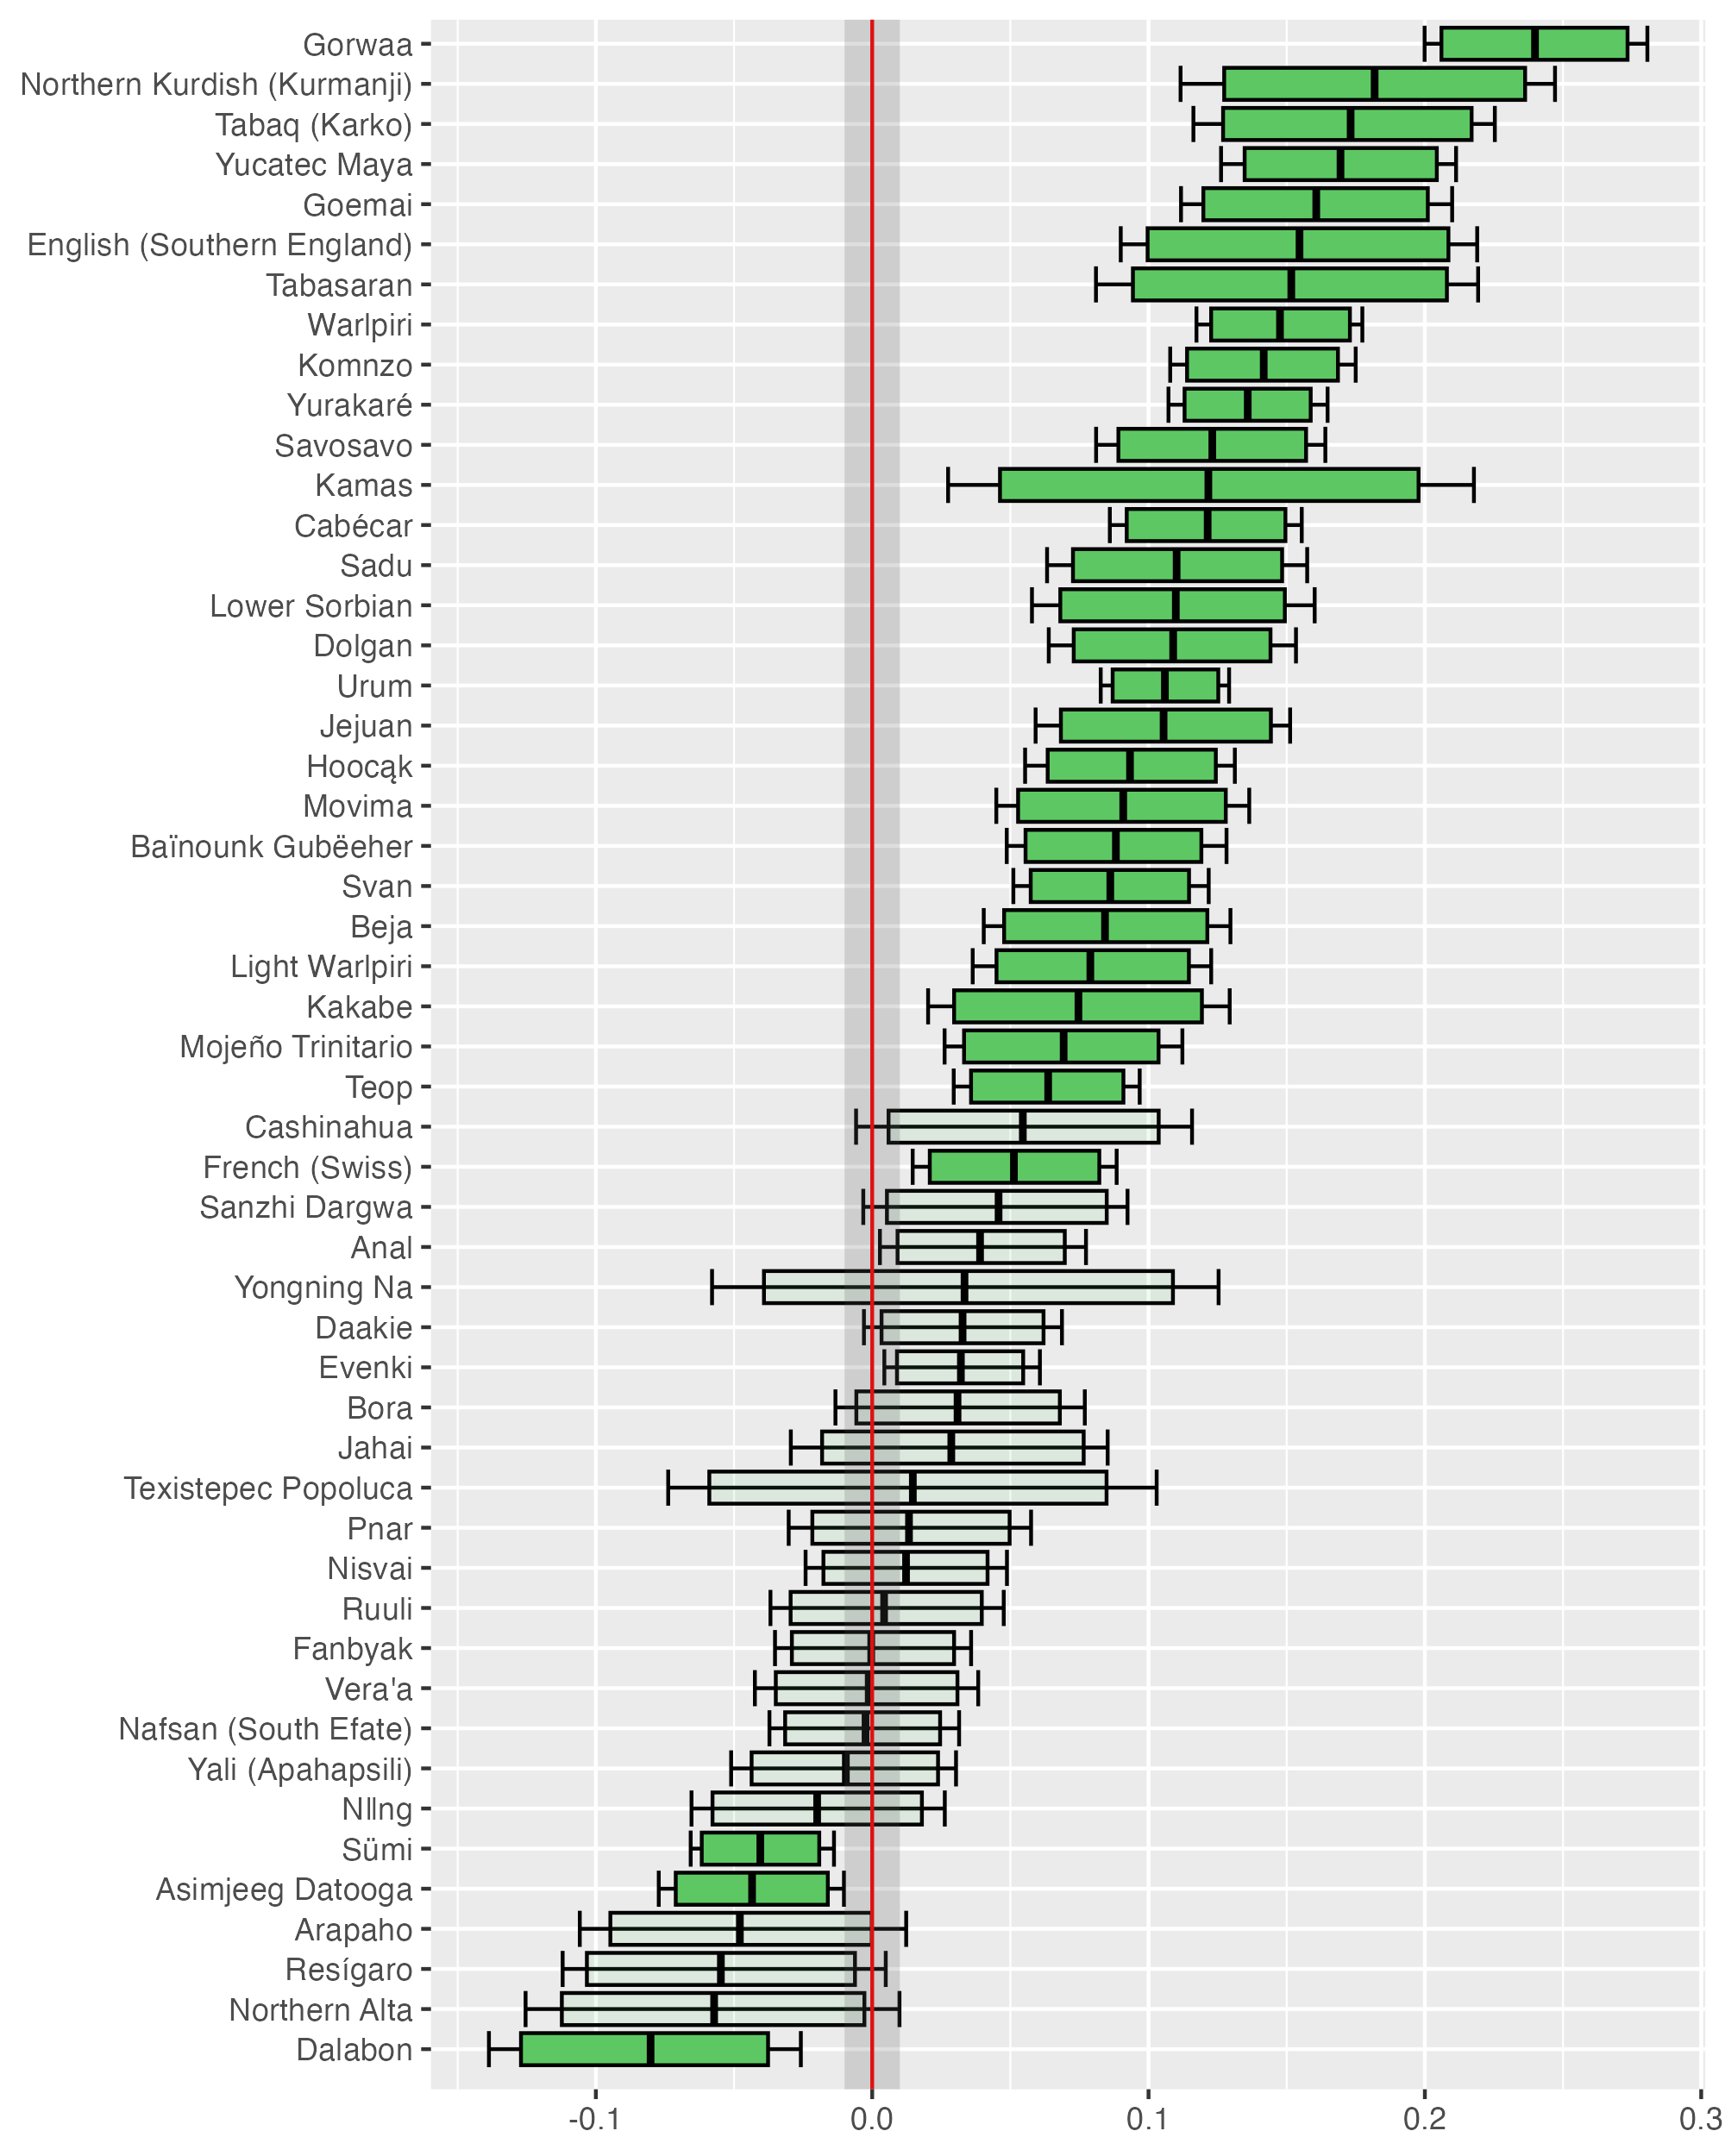 Gorwaa
Northern Kurdish (Kurmanji)
Tabaq (Karko)
Yucatec Maya
Goemai
English (Southern England)
Tabasaran
Warlpiri
Komnzo
Yurakaré
Savosavo
Kamas
Cabécar
Sadu
Lower Sorbian
Dolgan
Urum
Jejuan
Hoocąk
Movima
Baïnounk Gubëeher
Svan
Beja
Light Warlpiri
Kakabe
Mojeño Trinitario
Teop
Cashinahua
French (Swiss)
Sanzhi Dargwa
Anal
Yongning Na
Daakie
Evenki
Bora
Jahai
Texistepec Popoluca
Pnar
Nisvai
Ruuli
Fanbyak
Vera'a
Nafsan (South Efate)
Yali (Apahapsili)
Nǁng
Sümi
Asimjeeg Datooga
Arapaho
Resígaro
Northern Alta
Dalabon
-0.1 0.0 0.1 0.2 0.3